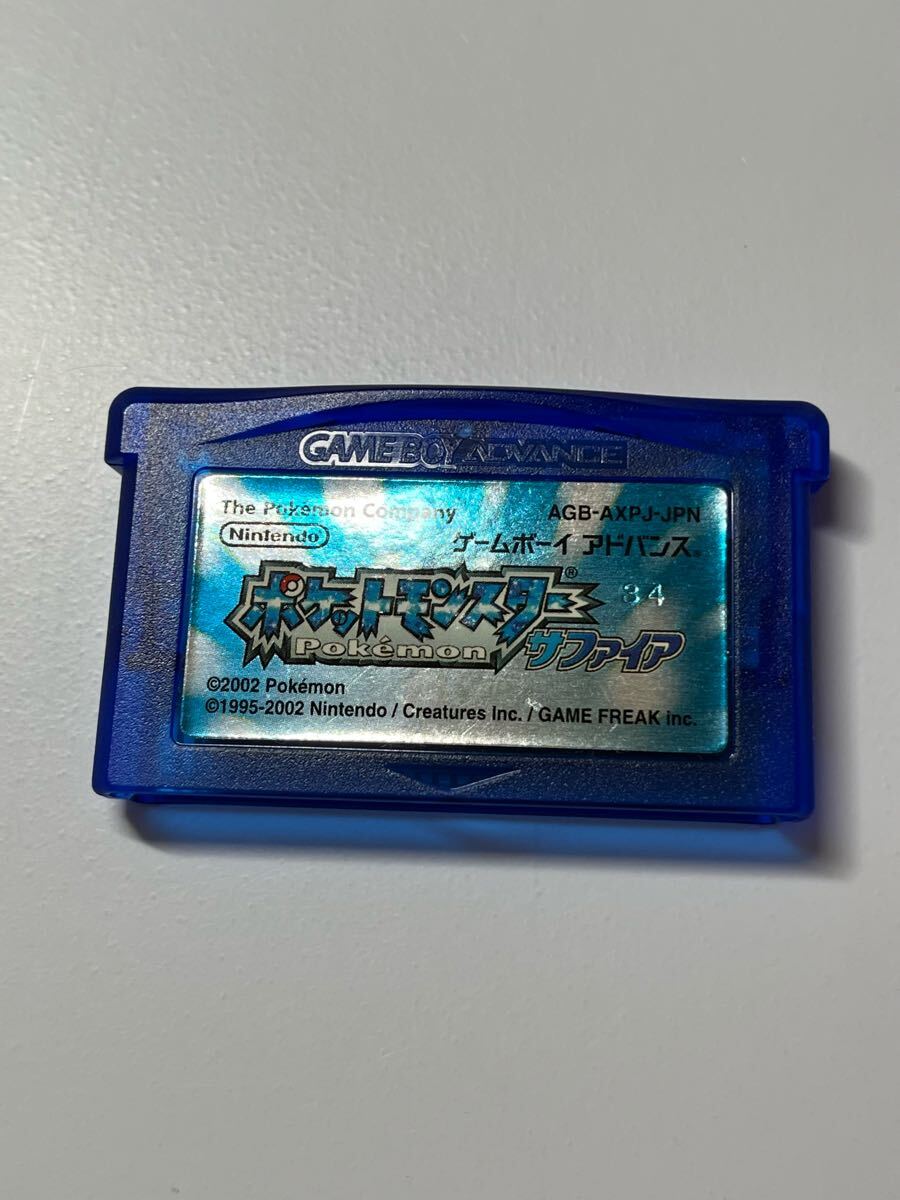 GAME BOY ADVANCE
The Pokémon Company AGB-AXPJ-JPN
Nintendo ゲームボーイ アドバンス®
ポケットモンスター® 34
Pokémon サファイア
©2002 Pokémon
©1995-2002 Nintendo / Creatures Inc. / GAME FREAK inc.